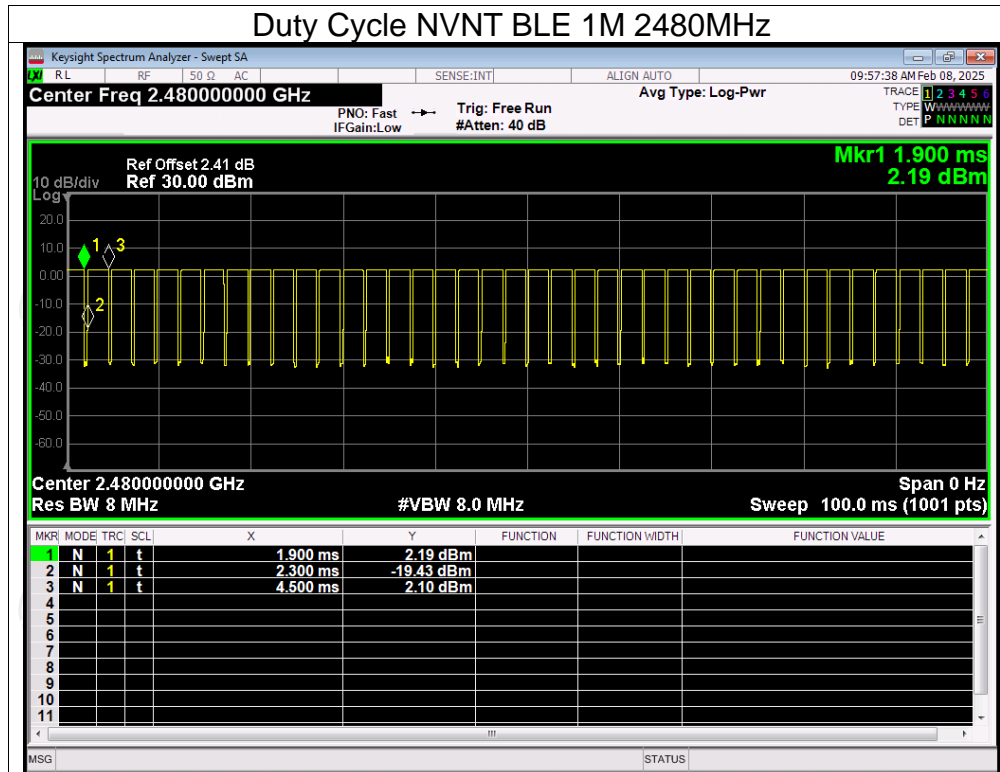 Duty Cycle NVNT BLE 1M 2480MHz
Keysight Spectrum Analyzer - Swept SA
LXI RL RF 50 Ω AC SENSE:INT ALIGN AUTO 09:57:38 AM Feb 08, 2025
Center Freq 2.480000000 GHz Avg Type: Log-Pwr TRACE 1 2 3 4 5 6
PNO: Fast Trig: Free Run TYPE WWWWWW
IFGain:Low #Atten: 40 dB DET P N N N N N
Mkr1 1.900 ms
Ref Offset 2.41 dB 2.19 dBm
10 dB/div Ref 30.00 dBm
Log
20.0
10.0 1 3
0.00
-10.0 2
-20.0
-30.0
-40.0
-50.0
-60.0
Center 2.480000000 GHz Span 0 Hz
Res BW 8 MHz #VBW 8.0 MHz Sweep 100.0 ms (1001 pts)
MKR MODE TRC SCL X Y FUNCTION FUNCTION WIDTH FUNCTION VALUE
1 N 1 t 1.900 ms 2.19 dBm
2 N 1 t 2.300 ms -19.43 dBm
3 N 1 t 4.500 ms 2.10 dBm
4
5
6
7
8
9
10
11
MSG STATUS